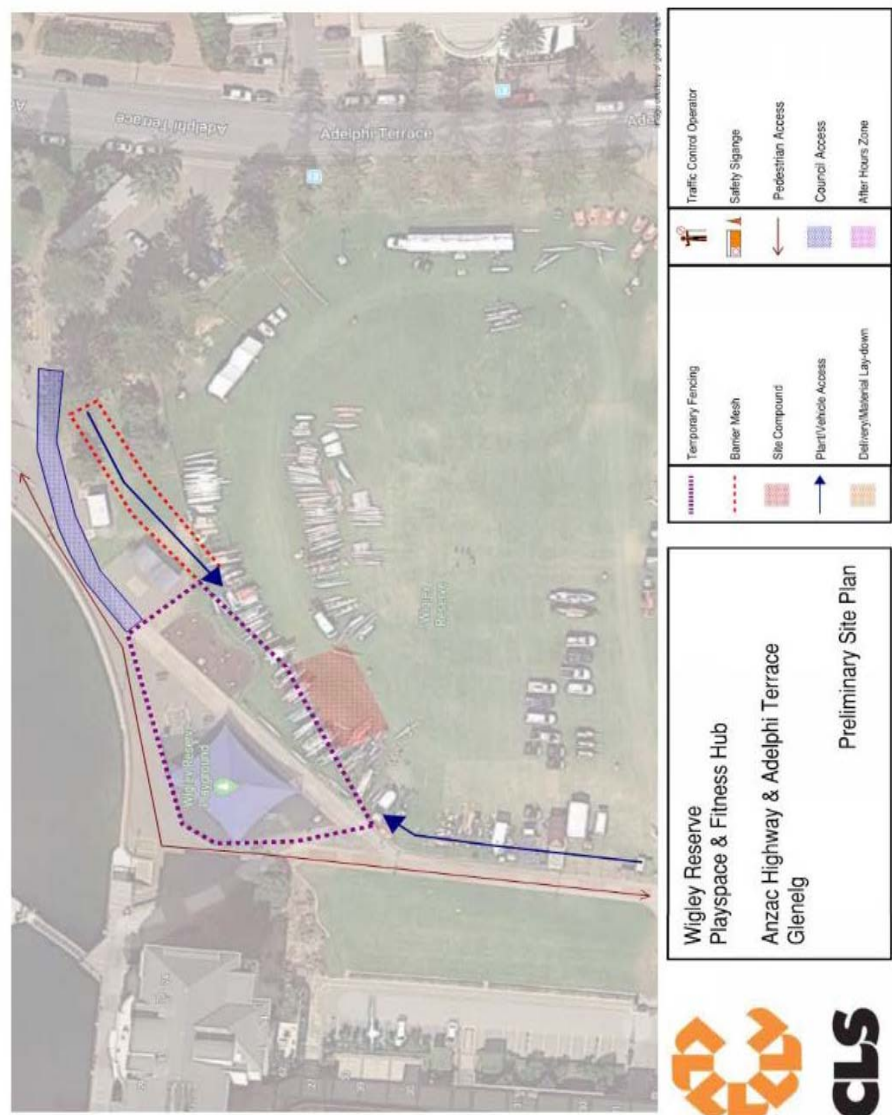 Adelphi Terrace
Adelphi Terrace
Wigley Reserve
Playground
Wigley
Reserve
Traffic Control Operator
Safety Sigange
Pedestrian Access
Council Access
After Hours Zone
Temporary Fencing
Barrier Mesh
Site Compound
Plant/Vehicle Access
Delivery/Material Lay-down
Wigley Reserve
Playspace & Fitness Hub
Anzac Highway & Adelphi Terrace
Glenelg
Preliminary Site Plan
CLS